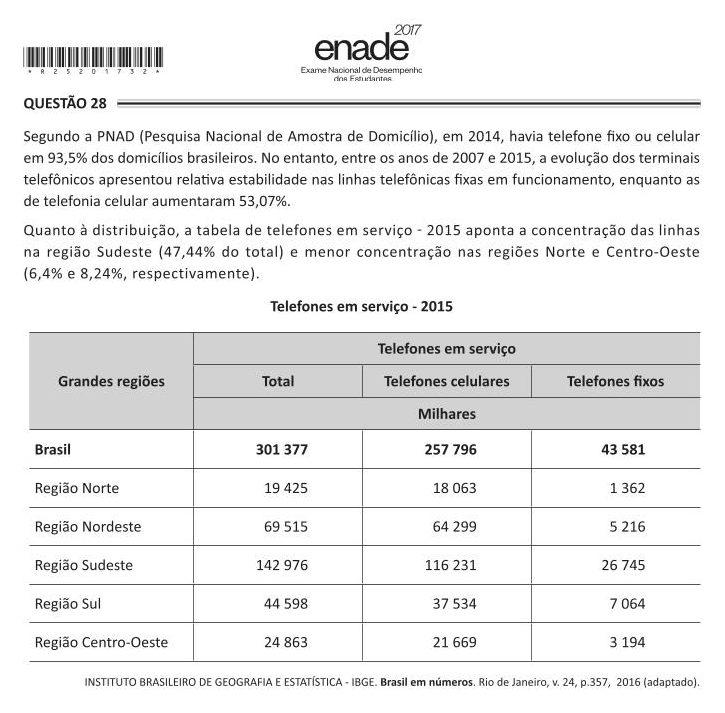 2017
enade
Exame Nacional de Desempenho
dos Estudantes
*R2520173 2*
QUESTÃO 28
Segundo a PNAD (Pesquisa Nacional de Amostra de Domicílio), em 2014, havia telefone fixo ou celular
em 93,5% dos domicílios brasileiros. No entanto, entre os anos de 2007 e 2015, a evolução dos terminais
telefônicos apresentou relativa estabilidade nas linhas telefônicas fixas em funcionamento, enquanto as
de telefonia celular aumentaram 53,07%.
Quanto à distribuição, a tabela de telefones em serviço - 2015 aponta a concentração das linhas
na região Sudeste (47,44% do total) e menor concentração nas regiões Norte e Centro-Oeste
(6,4% e 8,24%, respectivamente).
Telefones em serviço - 2015
Telefones em serviço
Grandes regiões Total Telefones celulares Telefones fixos
Milhares
Brasil 301 377 257 796 43 581
Região Norte 19 425 18 063 1 362
Região Nordeste 69 515 64 299 5 216
Região Sudeste 142 976 116 231 26 745
Região Sul 44 598 37 534 7 064
Região Centro-Oeste 24 863 21 669 3 194
INSTITUTO BRASILEIRO DE GEOGRAFIA E ESTATÍSTICA - IBGE. Brasil em números. Rio de Janeiro, v. 24, p.357, 2016 (adaptado).